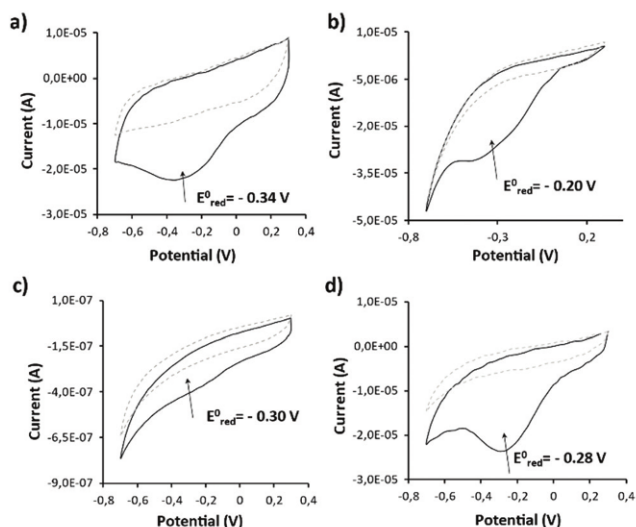 a)
1,0E-05
0,0E+00
-1,0E-05
-2,0E-05
-3,0E-05
Current (A)
E⁰red= - 0.34 V
-0,8 -0,6 -0,4 -0,2 0 0,2 0,4
Potential (V)
b)
1,0E-05
-5,0E-06
-2,0E-05
-3,5E-05
-5,0E-05
Current (A)
E⁰red= - 0.20 V
-0,8 -0,3 0,2
Potential (V)
c)
1,0E-07
-1,5E-07
-4,0E-07
-6,5E-07
-9,0E-07
Current (A)
E⁰red= - 0.30 V
-0,8 -0,6 -0,4 -0,2 0 0,2 0,4
Potential (V)
d)
1,0E-05
0,0E+00
-1,0E-05
-2,0E-05
-3,0E-05
Current (A)
E⁰red= - 0.28 V
-0,8 -0,6 -0,4 -0,2 0 0,2 0,4
Potential (V)